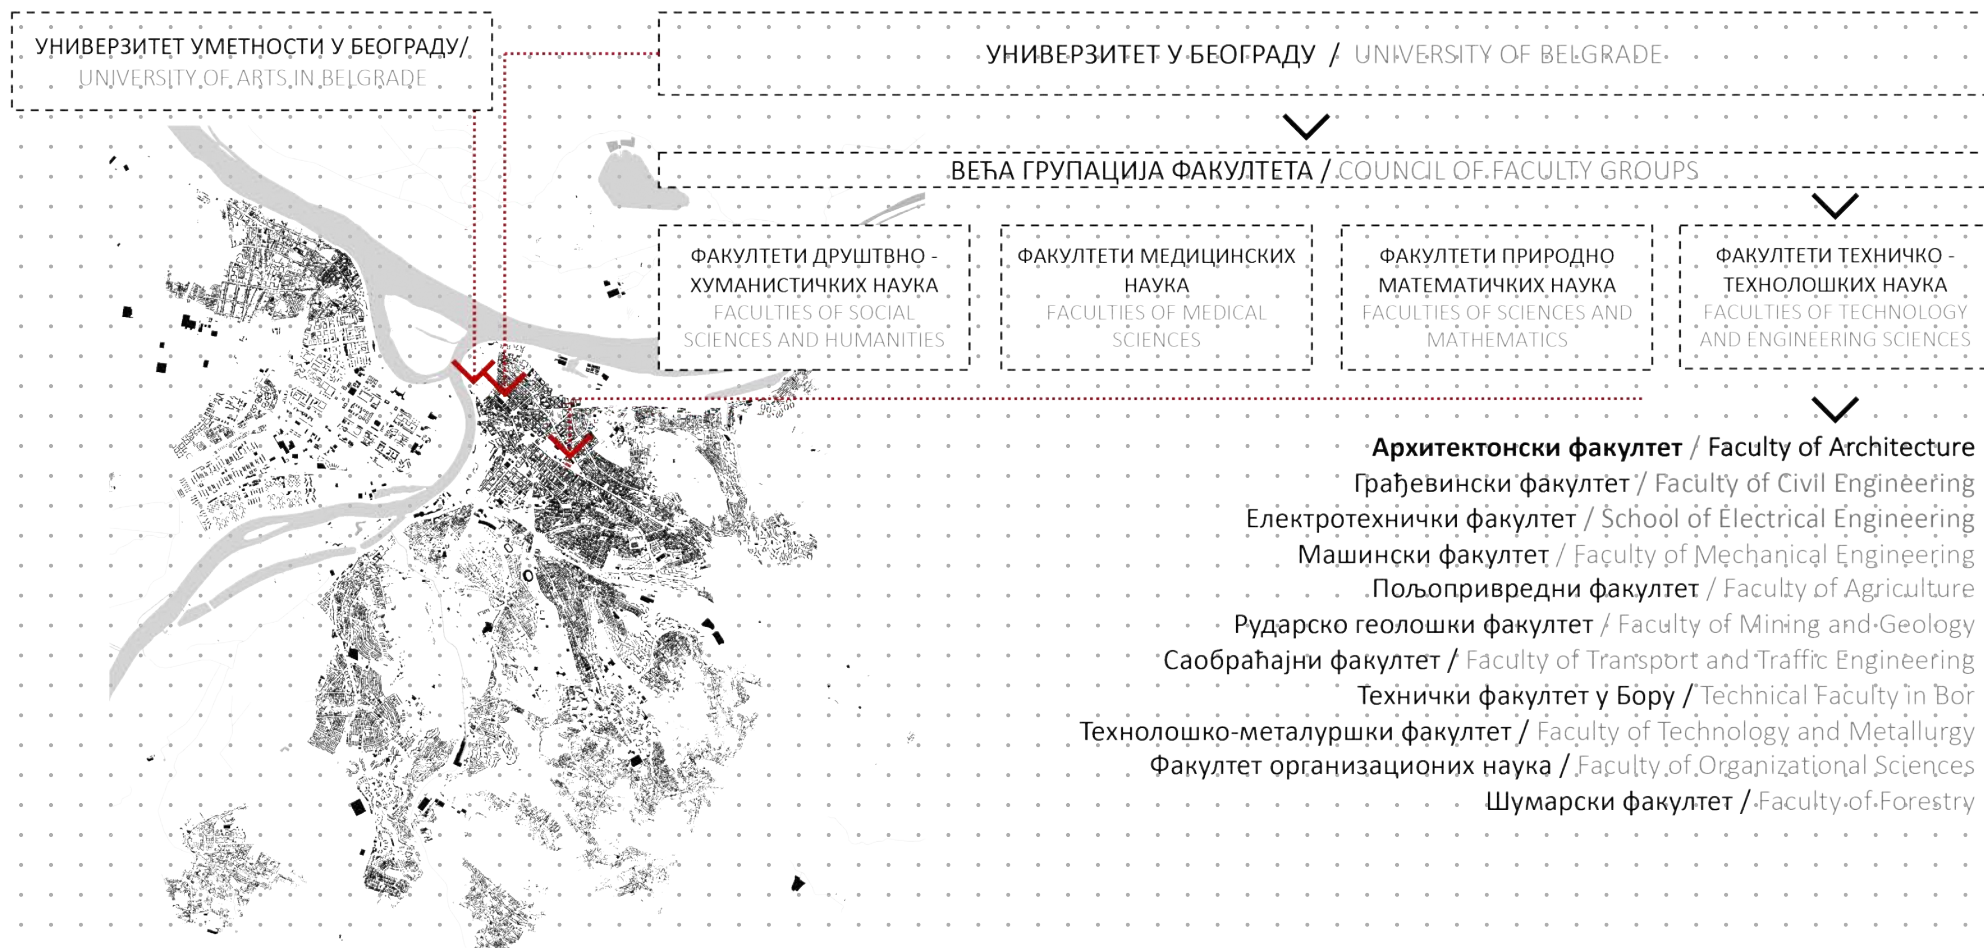 УНИВЕРЗИТЕТ УМЕТНОСТИ У БЕОГРАДУ/
UNIVERSITY OF ARTS IN BELGRADE
УНИВЕРЗИТЕТ У БЕОГРАДУ / UNIVERSITY OF BELGRADE
ВЕЋА ГРУПАЦИЈА ФАКУЛТЕТА / COUNCIL OF FACULTY GROUPS
ФАКУЛТЕТИ ДРУШТВНО -
ХУМАНИСТИЧКИХ НАУКА
FACULTIES OF SOCIAL
SCIENCES AND HUMANITIES
ФАКУЛТЕТИ МЕДИЦИНСКИХ
НАУКА
FACULTIES OF MEDICAL
SCIENCES
ФАКУЛТЕТИ ПРИРОДНО
МАТЕМАТИЧКИХ НАУКА
FACULTIES OF SCIENCES AND
MATHEMATICS
ФАКУЛТЕТИ ТЕХНИЧКО -
ТЕХНОЛОШКИХ НАУКА
FACULTIES OF TECHNOLOGY
AND ENGINEERING SCIENCES
Архитектонски факултет / Faculty of Architecture
Грађевински факултет / Faculty of Civil Engineering
Електротехнички факултет / School of Electrical Engineering
Машински факултет / Faculty of Mechanical Engineering
Пољопривредни факултет / Faculty of Agriculture
Рударско геолошки факултет / Faculty of Mining and Geology
Саобраћајни факултет / Faculty of Transport and Traffic Engineering
Технички факултет у Бору / Technical Faculty in Bor
Технолошко-металуршки факултет / Faculty of Technology and Metallurgy
Факултет организационих наука / Faculty of Organizational Sciences
Шумарски факултет / Faculty of Forestry